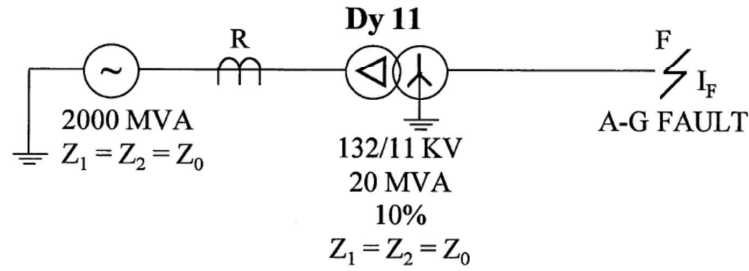 Dy 11
R
F
~
I_F
2000 MVA
A-G FAULT
Z₁ = Z₂ = Z₀
132/11 KV
20 MVA
10%
Z₁ = Z₂ = Z₀